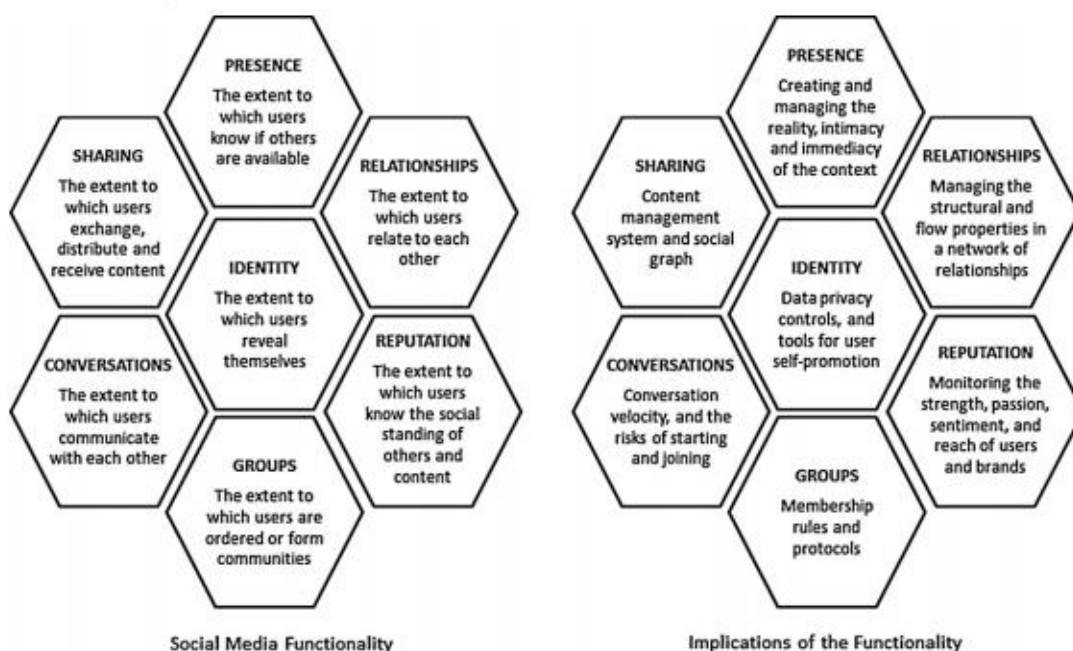 PRESENCE
The extent to
which users
know if others
are available
SHARING
The extent to
which users
exchange,
distribute and
receive content
RELATIONSHIPS
The extent to
which users
relate to each
other
IDENTITY
The extent to
which users
reveal
themselves
CONVERSATIONS
The extent to
which users
communicate
with each other
REPUTATION
The extent to
which users
know the social
standing of
others and
content
GROUPS
The extent to
which users are
ordered or form
communities
Social Media Functionality
PRESENCE
Creating and
managing the
reality, intimacy
and immediacy
of the context
SHARING
Content
management
system and social
graph
RELATIONSHIPS
Managing the
structural and
flow properties in
a network of
relationships
IDENTITY
Data privacy
controls, and
tools for user
self-promotion
CONVERSATIONS
Conversation
velocity, and the
risks of starting
and joining
REPUTATION
Monitoring the
strength, passion,
sentiment, and
reach of users
and brands
GROUPS
Membership
rules and
protocols
Implications of the Functionality